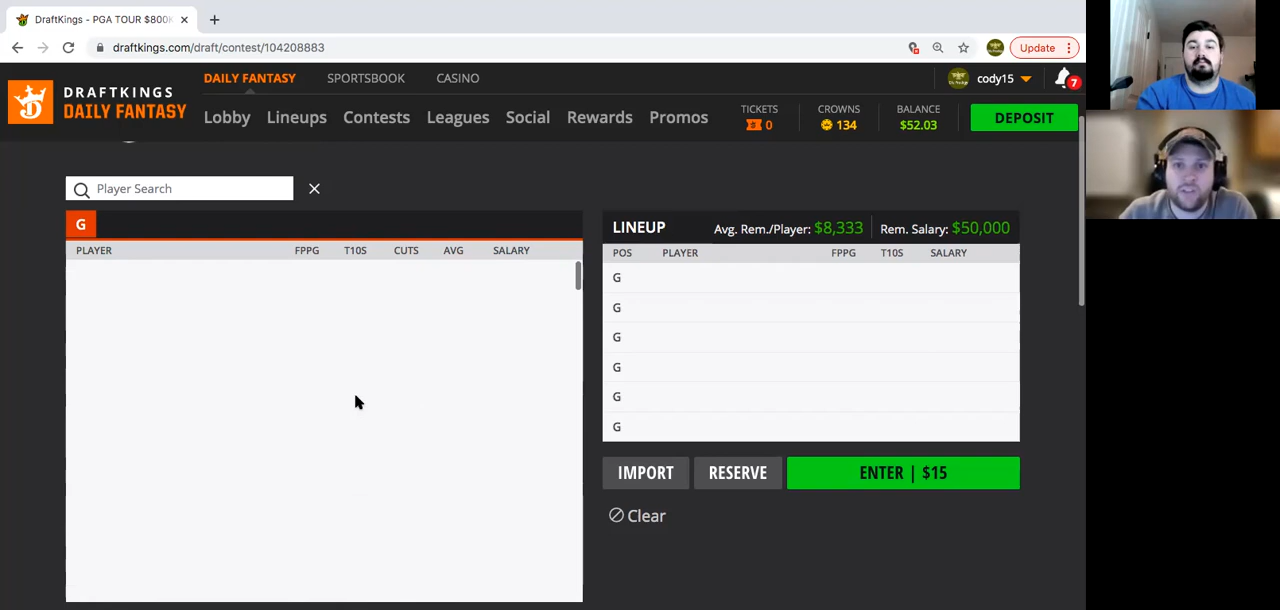 DraftKings - PGA TOUR $800K
draftkings.com/draft/contest/104208883
Update
DRAFTKINGS
DAILY FANTASY
DAILY FANTASY SPORTSBOOK CASINO
cody15
7
Lobby Lineups Contests Leagues Social Rewards Promos
TICKETS
0
CROWNS
134
BALANCE
$52.03
DEPOSIT
Player Search
G
PLAYER FPPG T10S CUTS AVG SALARY
LINEUP Avg. Rem./Player: $8,333 Rem. Salary: $50,000
POS PLAYER FPPG T10S SALARY
G
G
G
G
G
G
IMPORT RESERVE ENTER | $15
Clear